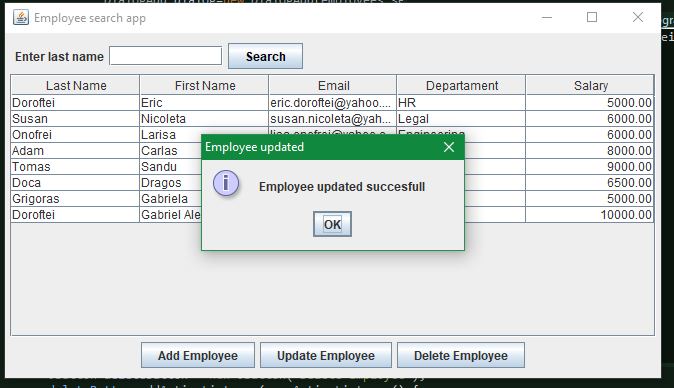 Employee search app
Enter last name Search
Last Name First Name Email Departament Salary
Doroftei Eric eric.doroftei@yahoo.... HR 5000.00
Susan Nicoleta susan.nicoleta@yah... Legal 6000.00
Onofrei Larisa Engineering 6000.00
Adam Carlas 8000.00
Tomas Sandu 9000.00
Doca Dragos 6500.00
Grigoras Gabriela 5000.00
Doroftei Gabriel Ale 10000.00
Employee updated
Employee updated succesfull
OK
Add Employee Update Employee Delete Employee